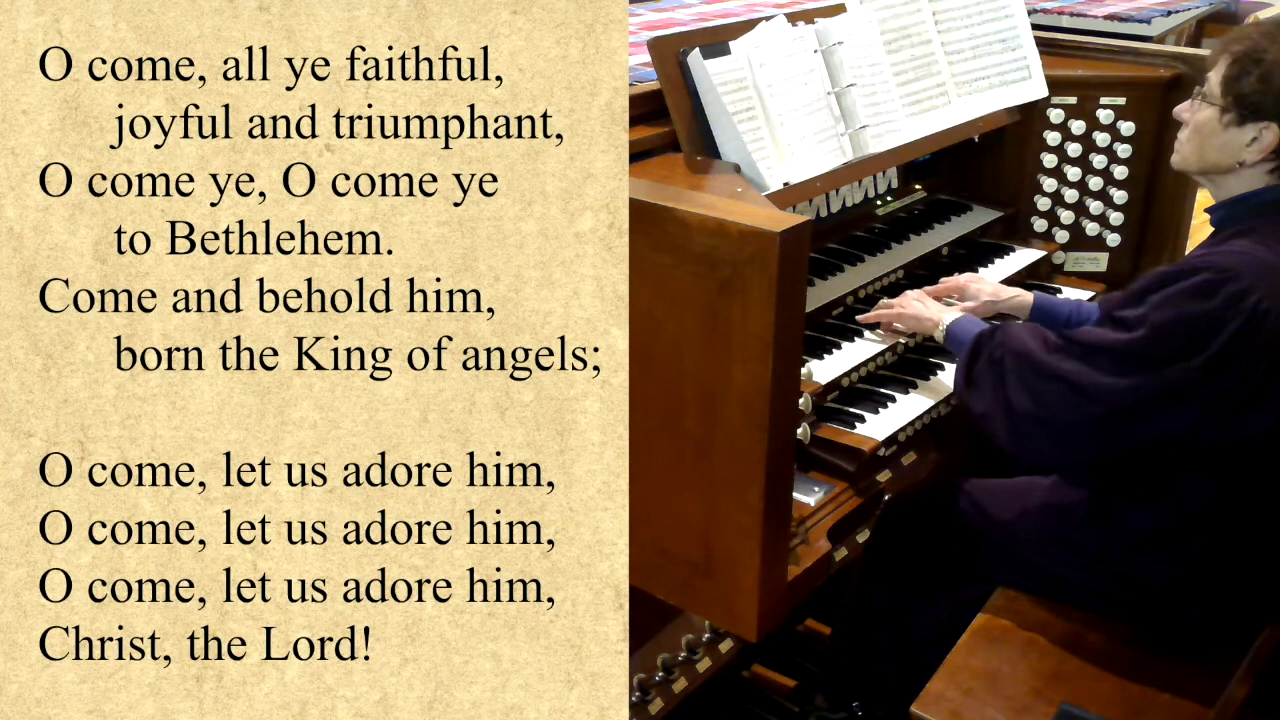 O come, all ye faithful,
joyful and triumphant,
O come ye, O come ye
to Bethlehem.
Come and behold him,
born the King of angels;
O come, let us adore him,
O come, let us adore him,
O come, let us adore him,
Christ, the Lord!